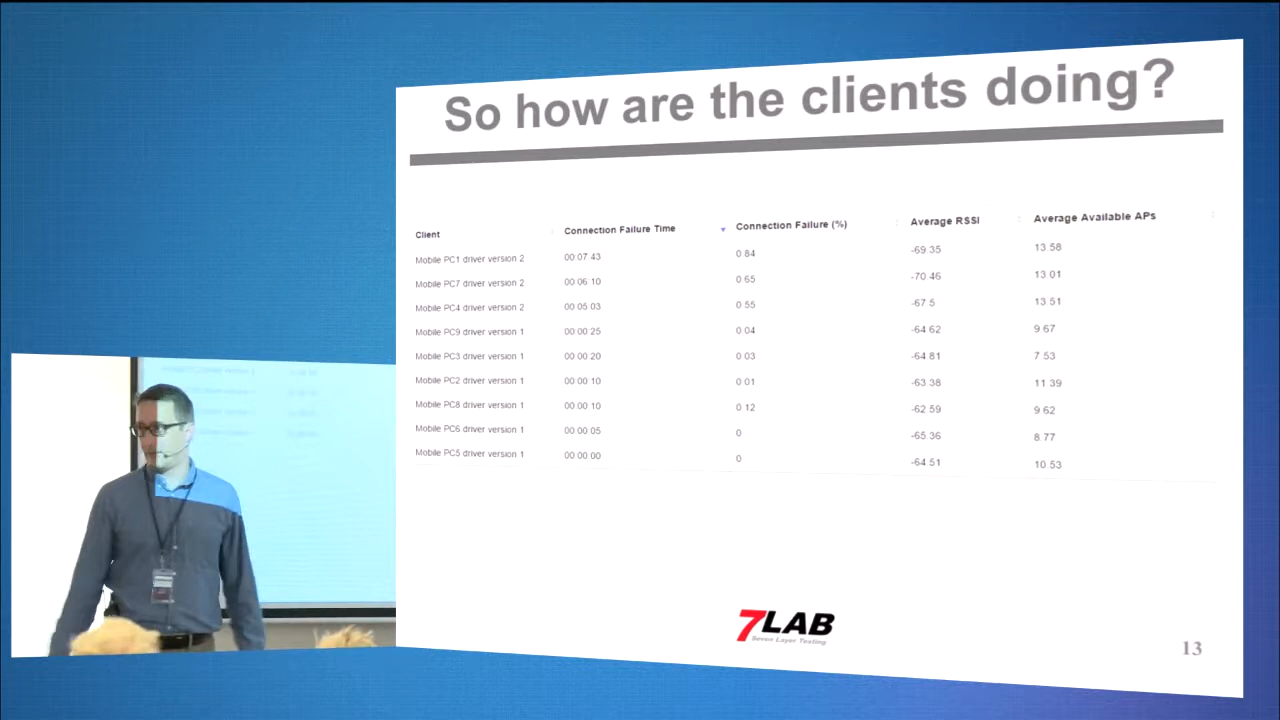 So how are the clients doing?
Client Connection Failure Time Connection Failure (%) Average RSSI Average Available APs
Mobile PC1 driver version 2 00 07 43 0 84 -69 35 13 58
Mobile PC7 driver version 2 00 06 10 0 65 -70 46 13 01
Mobile PC4 driver version 2 00 05 03 0 55 -67 5 13 51
Mobile PC9 driver version 1 00 00 25 0 04 -64 62 9 67
Mobile PC3 driver version 1 00 00 20 0 03 -64 81 7 53
Mobile PC2 driver version 1 00 00 10 0 01 -63 38 11 39
Mobile PC8 driver version 1 00 00 10 0 12 -62 59 9 62
Mobile PC6 driver version 1 00 00 05 0 -65 36 8 77
Mobile PC5 driver version 1 00 00 00 0 -64 51 10 53
7LAB
Seven Layer Testing
13